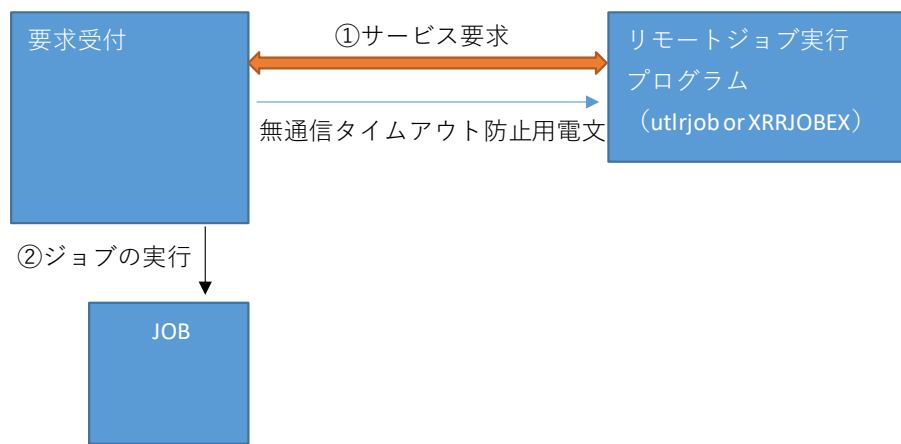 要求受付
①サービス要求
リモートジョブ実行
プログラム
（utlrjob or XRRJOBEX）
無通信タイムアウト防止用電文
②ジョブの実行
JOB